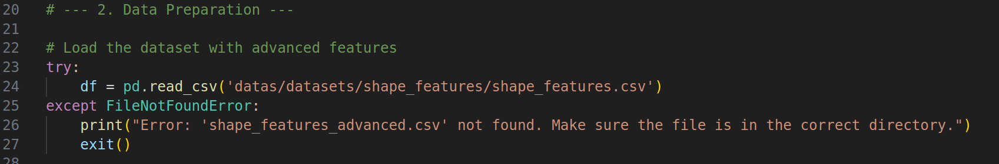 20 # --- 2. Data Preparation ---
21
22 # Load the dataset with advanced features
23 try:
24     df = pd.read_csv('datas/datasets/shape_features/shape_features.csv')
25 except FileNotFoundError:
26     print("Error: 'shape_features_advanced.csv' not found. Make sure the file is in the correct directory.")
27     exit()
28